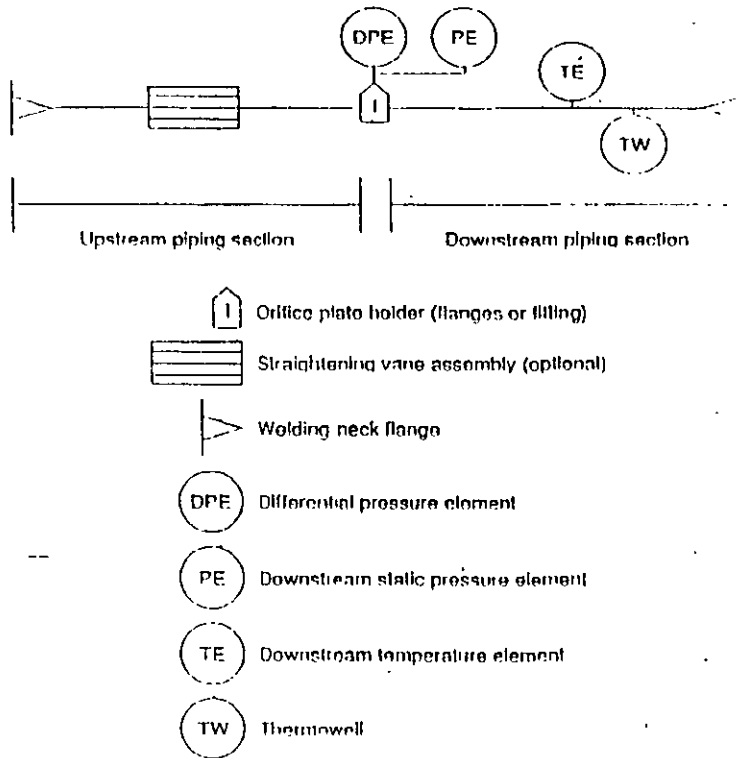 DPE PE
TE
I
TW
Upstream piping section Downstream piping section
I Orifice plate holder (flanges or fitting)
Straightening vane assembly (optional)
Welding neck flange
DPE Differential pressure element
PE Downstream static pressure element
TE Downstream temperature element
TW Thermowell